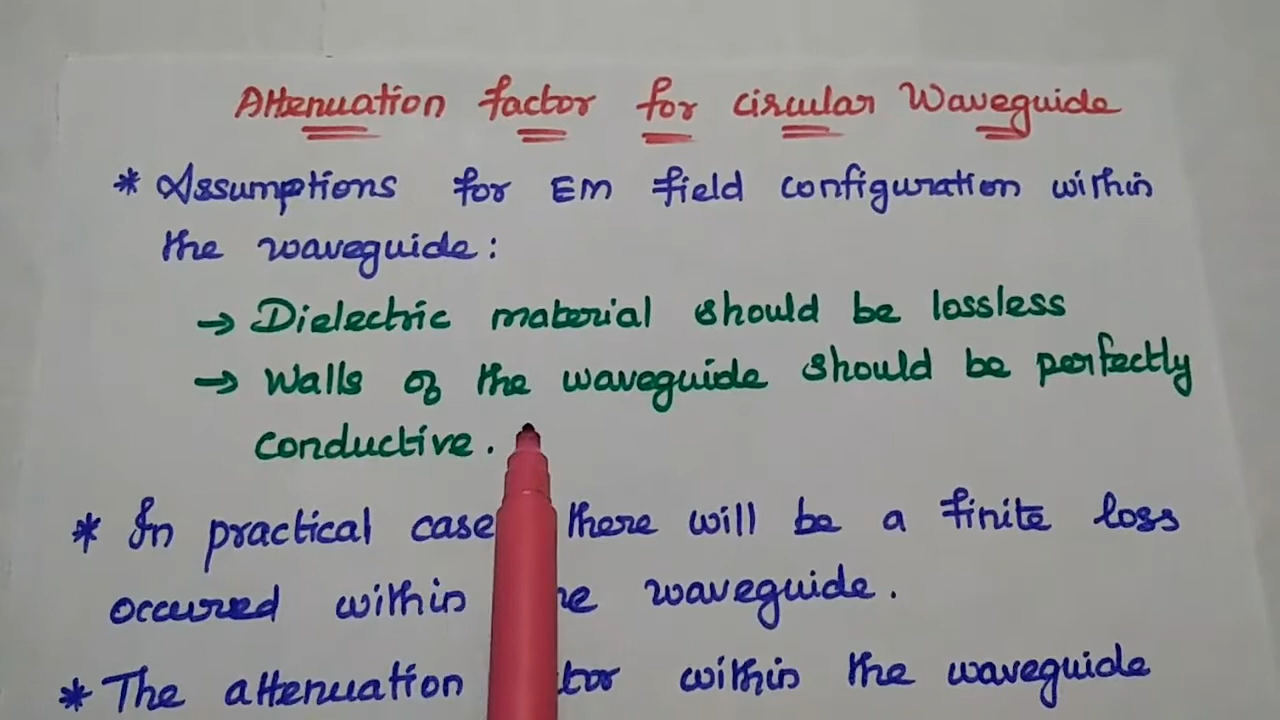 Attenuation factor for circular Waveguide
* Assumptions for EM field configuration within
the waveguide:
→ Dielectric material should be lossless
→ Walls of the waveguide should be perfectly
conductive.
* In practical case there will be a finite loss
occured within waveguide.
* The attenuation within the waveguide